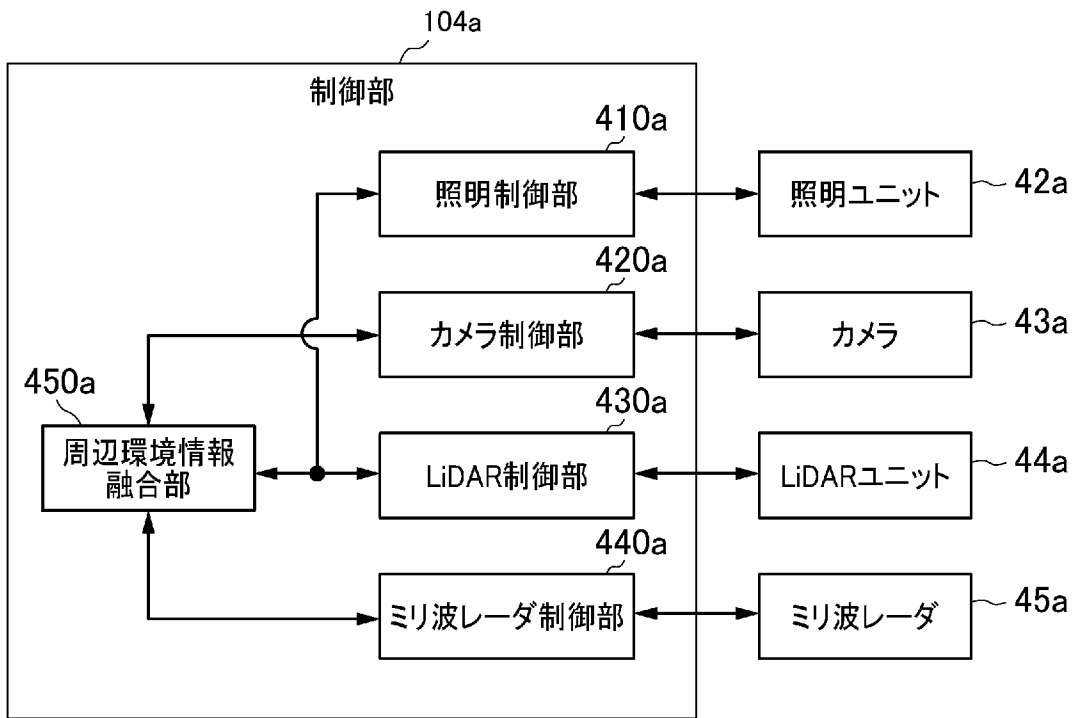 104a
制御部
410a
照明制御部
照明ユニット
42a
420a
カメラ制御部
カメラ
43a
450a
周辺環境情報
融合部
430a
LiDAR制御部
LiDARユニット
44a
440a
ミリ波レーダ制御部
ミリ波レーダ
45a